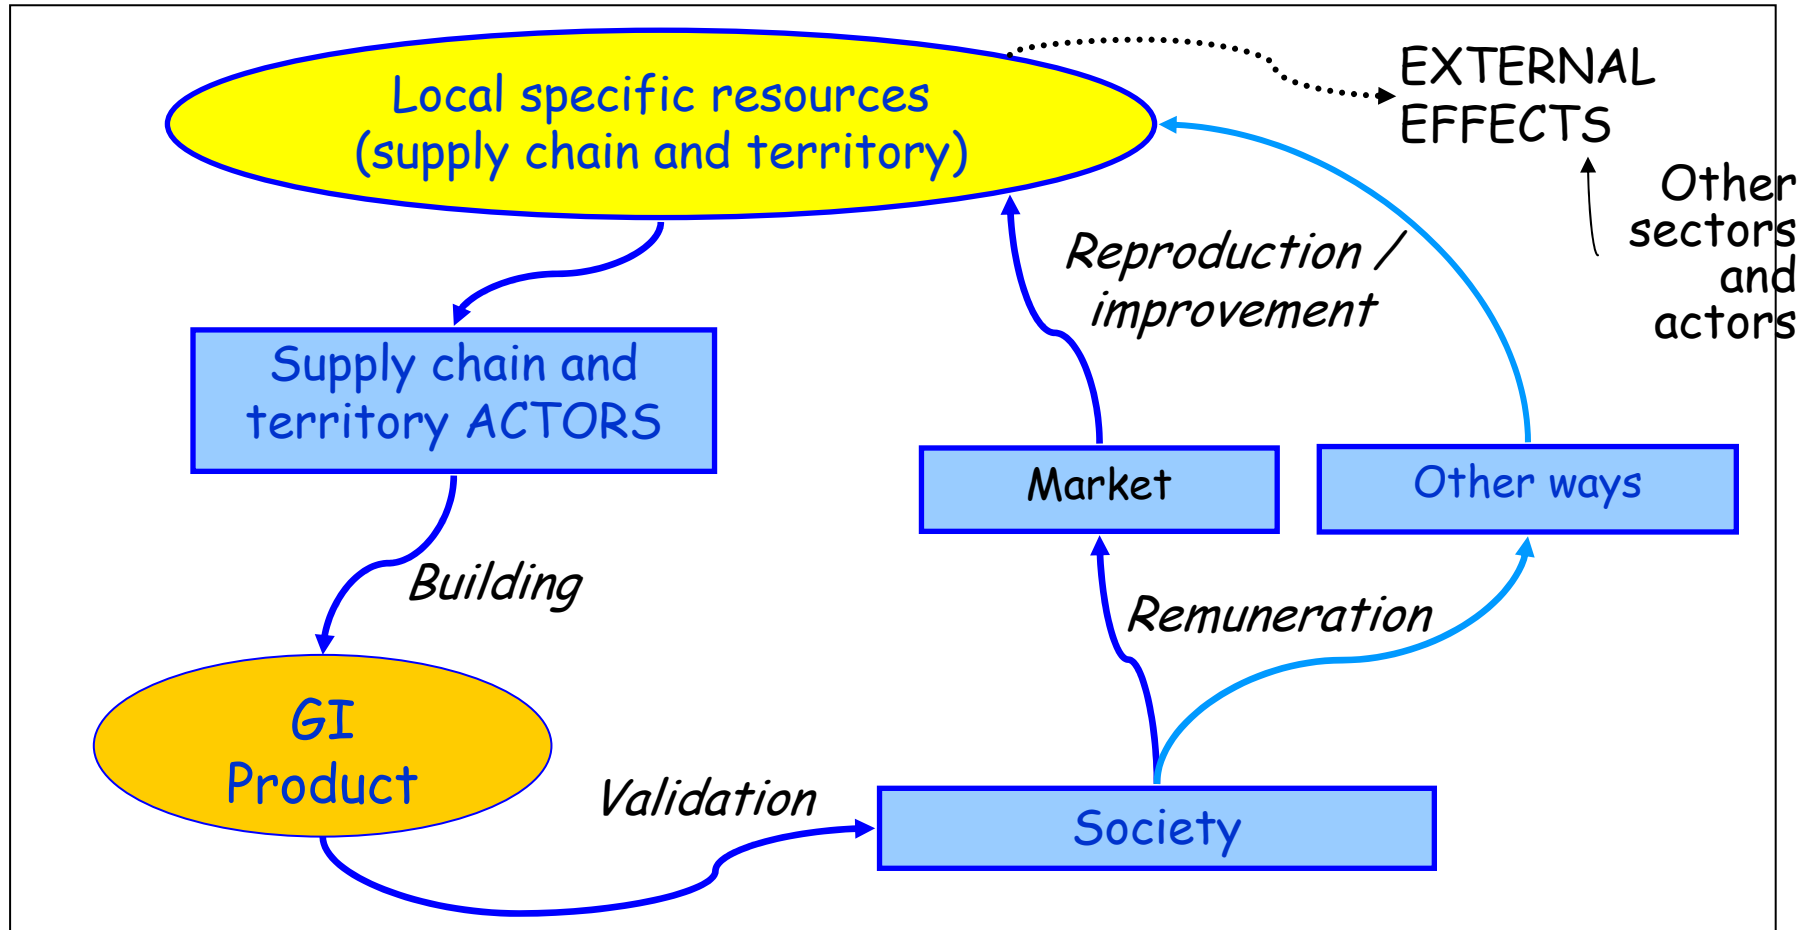 Local specific resources
(supply chain and territory)
EXTERNAL
EFFECTS
Other
sectors
and
actors
Reproduction /
improvement
Supply chain and
territory ACTORS
Market
Other ways
Building
Remuneration
GI
Product
Validation
Society